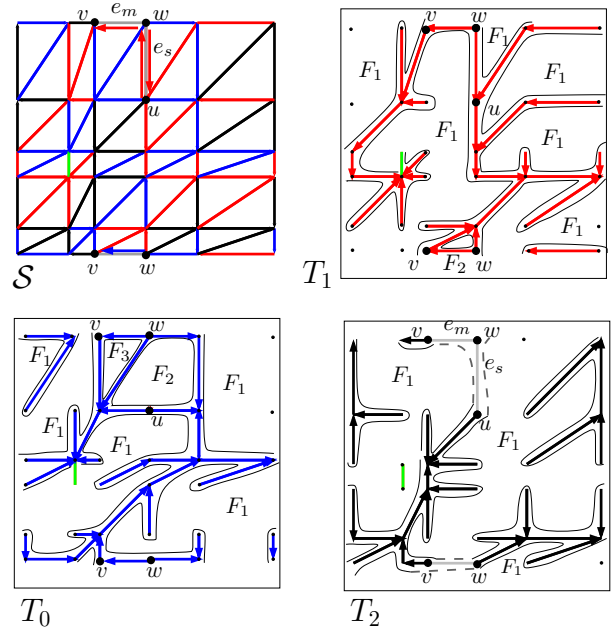 v e_m w
e_s
u
v w
S
v w
F_1
F_1
F_1
u
F_1
F_1
F_1
v F_2 w
T_1
v w
F_1 F_3
F_2 F_1
u
F_1 F_1
F_1
v w
T_0
v e_m w
e_s
F_1
u
F_1
v w
F_1
T_2